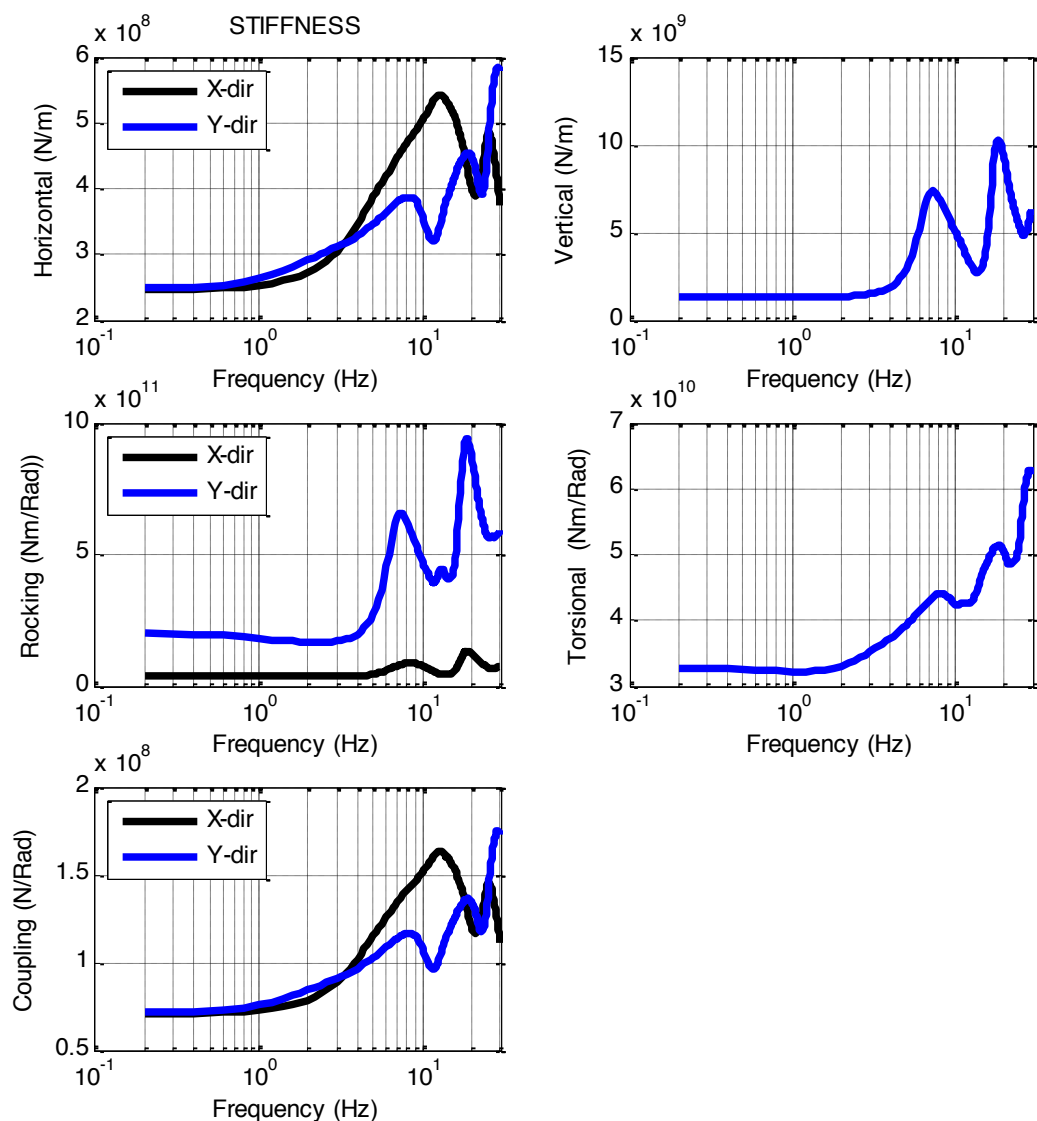 STIFFNESS
x 10^8
6
5
4
3
2
Horizontal (N/m)
X-dir
Y-dir
10^-1
10^0
10^1
Frequency (Hz)
x 10^9
15
10
5
0
Vertical (N/m)
10^-1
10^0
10^1
Frequency (Hz)
x 10^11
10
5
0
Rocking (Nm/Rad))
X-dir
Y-dir
10^-1
10^0
10^1
Frequency (Hz)
x 10^10
7
6
5
4
3
Torsional (Nm/Rad)
10^-1
10^0
10^1
Frequency (Hz)
x 10^8
2
1.5
1
0.5
Coupling (N/Rad)
X-dir
Y-dir
10^-1
10^0
10^1
Frequency (Hz)